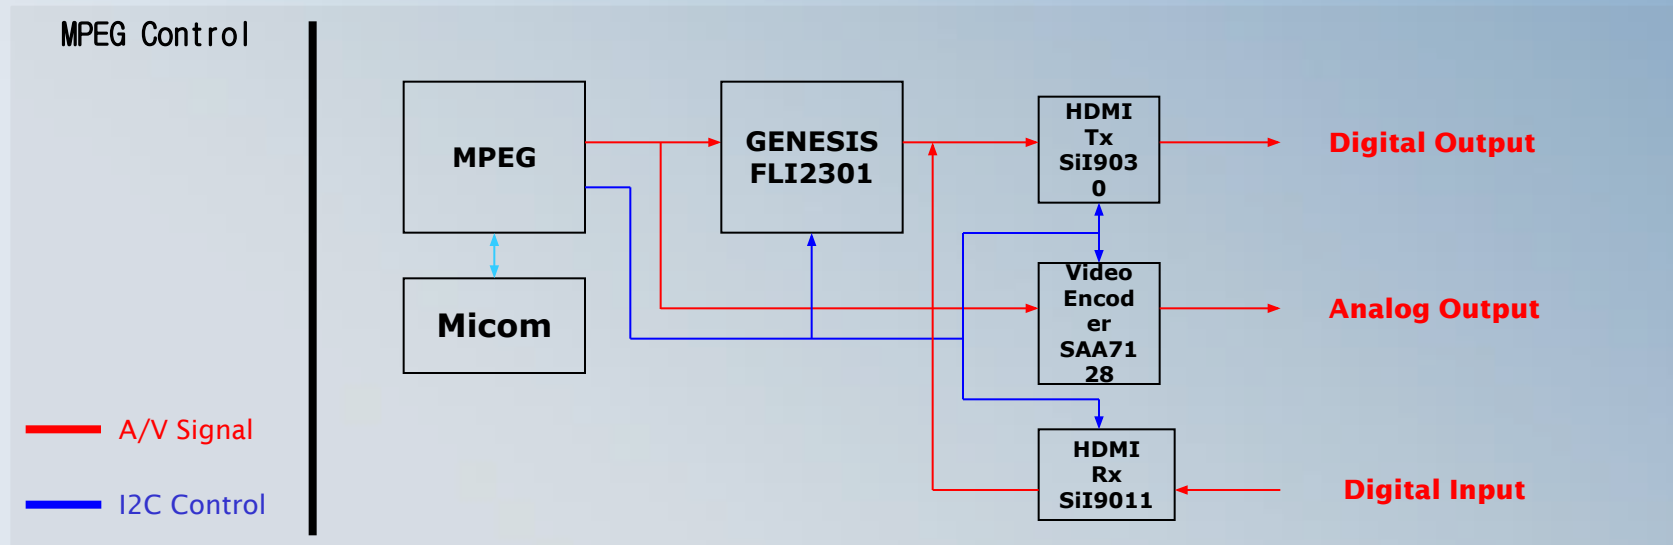 MPEG Control
MPEG
GENESIS
FLI2301
HDMI
Tx
SiI903
0
Digital Output
Micom
Video
Encod
er
SAA71
28
Analog Output
A/V Signal
I2C Control
HDMI
Rx
SiI9011
Digital Input